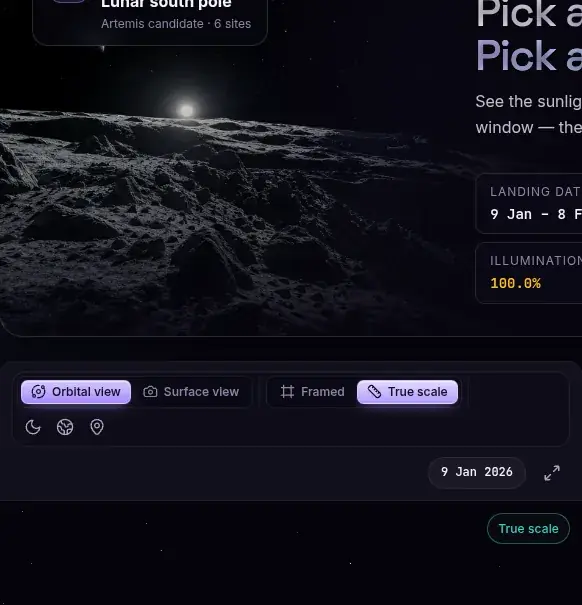 Lunar south pole
Artemis candidate · 6 sites
Pick a
Pick a
See the sunlig
window — the
LANDING DAT
9 Jan – 8 F
ILLUMINATION
100.0%
Orbital view
Surface view
Framed
True scale
9 Jan 2026
True scale